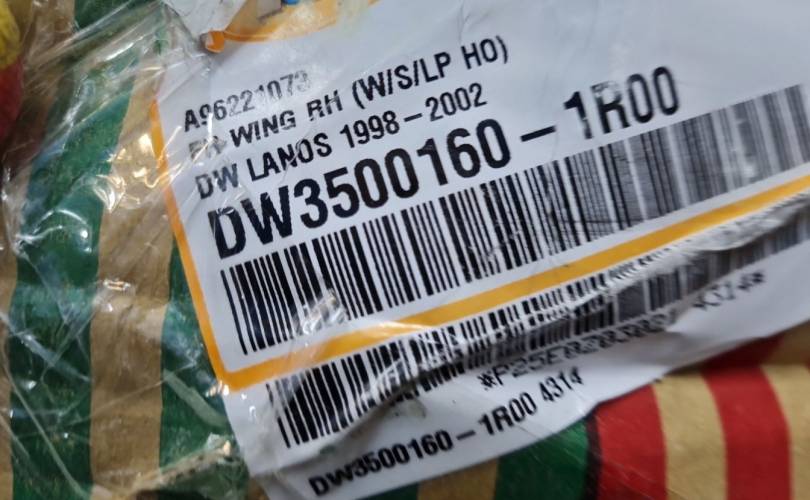 A96221073
WING RH (W/S/LP HO)
DW LANOS 1998-2002
DW3500160-1R00
DW3500160-1R00 4314